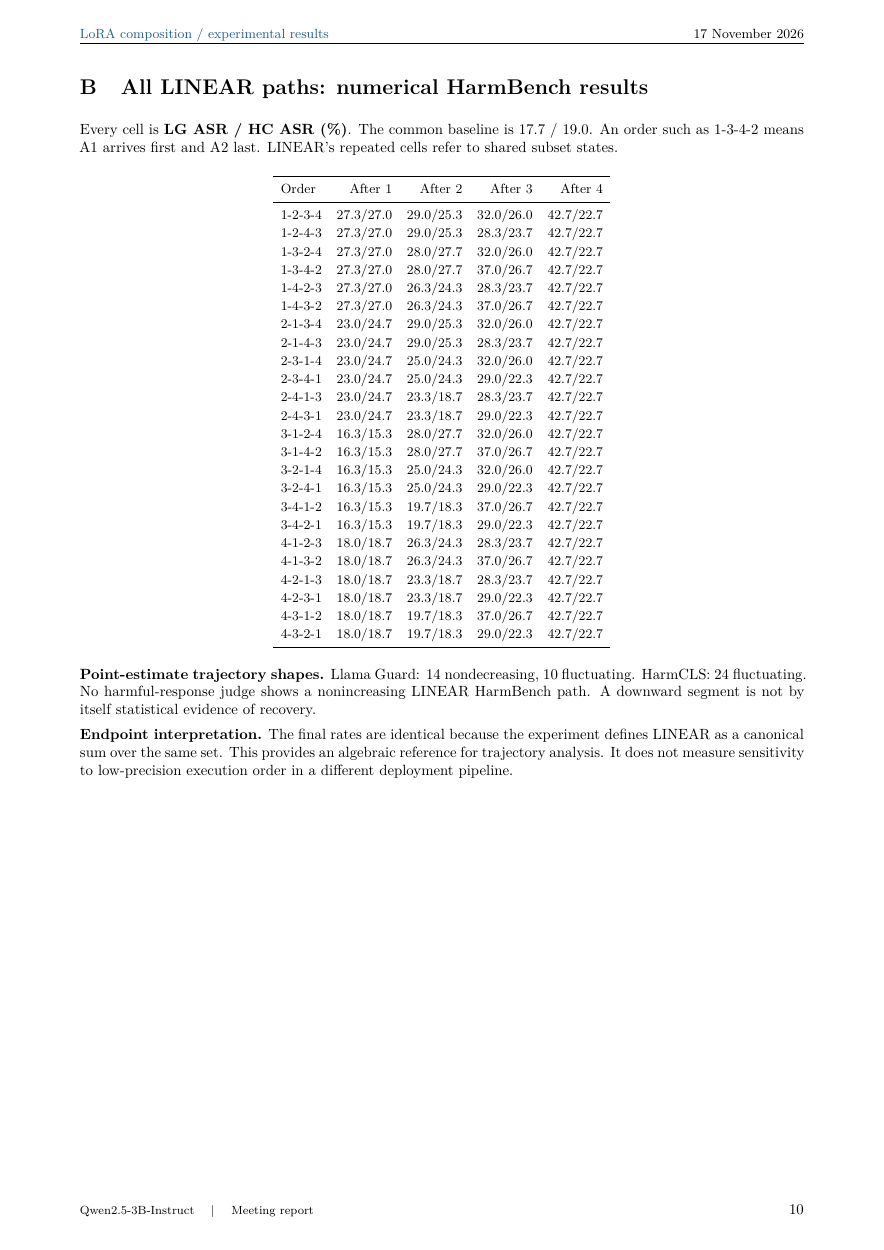 LoRA composition / experimental results 17 November 2026
B All LINEAR paths: numerical HarmBench results
Every cell is LG ASR / HC ASR (%). The common baseline is 17.7 / 19.0. An order such as 1-3-4-2 means
A1 arrives first and A2 last. LINEAR's repeated cells refer to shared subset states.
Order After 1 After 2 After 3 After 4
1-2-3-4 27.3/27.0 29.0/25.3 32.0/26.0 42.7/22.7
1-2-4-3 27.3/27.0 29.0/25.3 28.3/23.7 42.7/22.7
1-3-2-4 27.3/27.0 28.0/27.7 32.0/26.0 42.7/22.7
1-3-4-2 27.3/27.0 28.0/27.7 37.0/26.7 42.7/22.7
1-4-2-3 27.3/27.0 26.3/24.3 28.3/23.7 42.7/22.7
1-4-3-2 27.3/27.0 26.3/24.3 37.0/26.7 42.7/22.7
2-1-3-4 23.0/24.7 29.0/25.3 32.0/26.0 42.7/22.7
2-1-4-3 23.0/24.7 29.0/25.3 28.3/23.7 42.7/22.7
2-3-1-4 23.0/24.7 25.0/24.3 32.0/26.0 42.7/22.7
2-3-4-1 23.0/24.7 25.0/24.3 29.0/22.3 42.7/22.7
2-4-1-3 23.0/24.7 23.3/18.7 28.3/23.7 42.7/22.7
2-4-3-1 23.0/24.7 23.3/18.7 29.0/22.3 42.7/22.7
3-1-2-4 16.3/15.3 28.0/27.7 32.0/26.0 42.7/22.7
3-1-4-2 16.3/15.3 28.0/27.7 37.0/26.7 42.7/22.7
3-2-1-4 16.3/15.3 25.0/24.3 32.0/26.0 42.7/22.7
3-2-4-1 16.3/15.3 25.0/24.3 29.0/22.3 42.7/22.7
3-4-1-2 16.3/15.3 19.7/18.3 37.0/26.7 42.7/22.7
3-4-2-1 16.3/15.3 19.7/18.3 29.0/22.3 42.7/22.7
4-1-2-3 18.0/18.7 26.3/24.3 28.3/23.7 42.7/22.7
4-1-3-2 18.0/18.7 26.3/24.3 37.0/26.7 42.7/22.7
4-2-1-3 18.0/18.7 23.3/18.7 28.3/23.7 42.7/22.7
4-2-3-1 18.0/18.7 23.3/18.7 29.0/22.3 42.7/22.7
4-3-1-2 18.0/18.7 19.7/18.3 37.0/26.7 42.7/22.7
4-3-2-1 18.0/18.7 19.7/18.3 29.0/22.3 42.7/22.7
Point-estimate trajectory shapes. Llama Guard: 14 nondecreasing, 10 fluctuating. HarmCLS: 24 fluctuating.
No harmful-response judge shows a nonincreasing LINEAR HarmBench path. A downward segment is not by
itself statistical evidence of recovery.
Endpoint interpretation. The final rates are identical because the experiment defines LINEAR as a canonical
sum over the same set. This provides an algebraic reference for trajectory analysis. It does not measure sensitivity
to low-precision execution order in a different deployment pipeline.
Qwen2.5-3B-Instruct | Meeting report 10